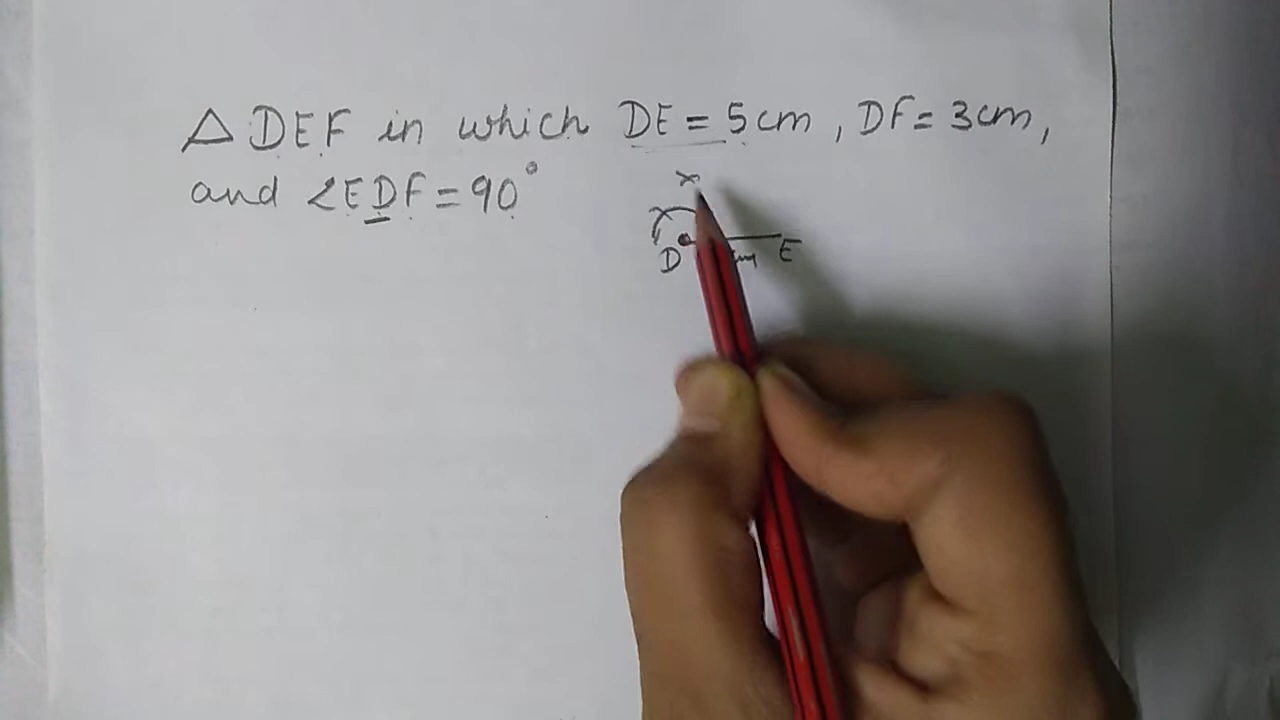 △ DEF in which DE = 5cm, DF = 3cm,
and ∠EDF = 90°
D E